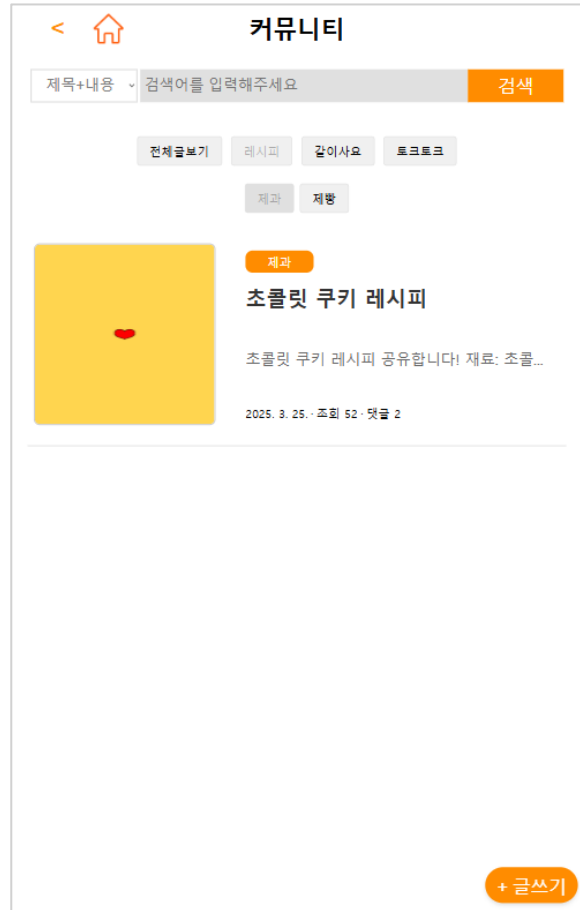 < 커뮤니티
제목+내용 검색어를 입력해주세요 검색
전체글보기 레시피 같이사요 토크토크
제과 제빵
제과
초콜릿 쿠키 레시피
초콜릿 쿠키 레시피 공유합니다! 재료: 초콜...
2025. 3. 25. · 조회 52 · 댓글 2
+ 글쓰기